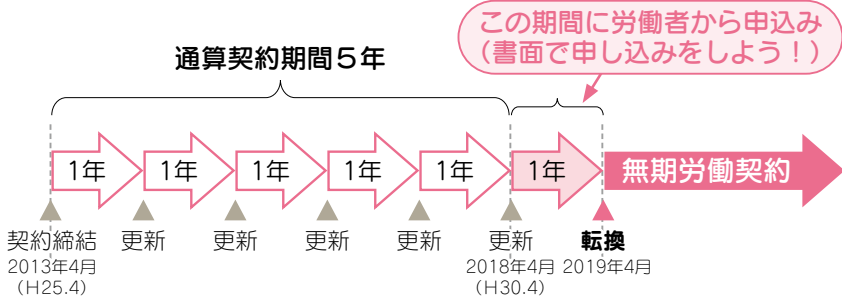 この期間に労働者から申込み
（書面で申し込みをしよう！）
通算契約期間５年
1年
1年
1年
1年
1年
1年
無期労働契約
契約締結
2013年4月
（H25.4）
更新
更新
更新
更新
更新
2018年4月
（H30.4）
転換
2019年4月